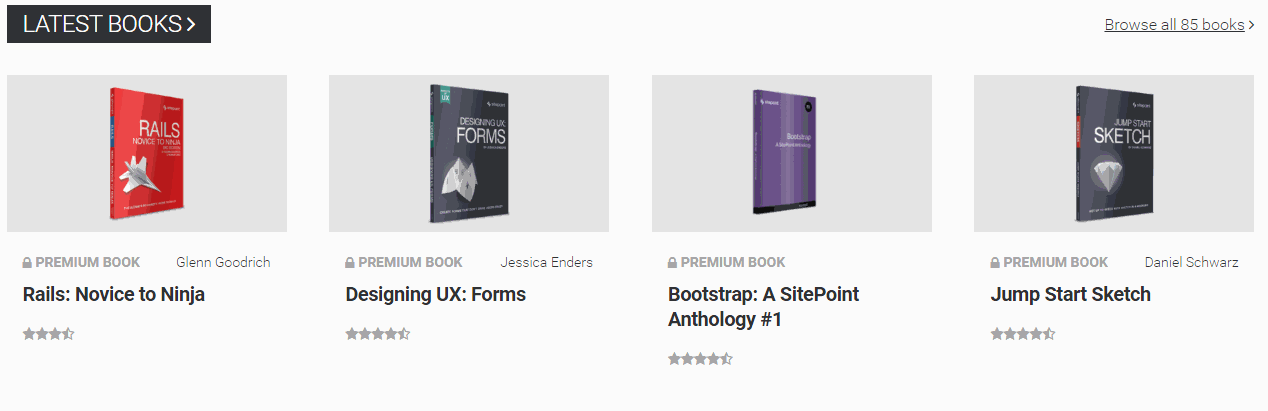 LATEST BOOKS
Browse all 85 books
RAILS
NOVICE TO NINJA
UX
DESIGNING UX:
FORMS
Bootstrap:
A SitePoint Anthology
JUMP START
SKETCH
PREMIUM BOOK Glenn Goodrich
Rails: Novice to Ninja
PREMIUM BOOK Jessica Enders
Designing UX: Forms
PREMIUM BOOK
Bootstrap: A SitePoint
Anthology #1
PREMIUM BOOK Daniel Schwarz
Jump Start Sketch